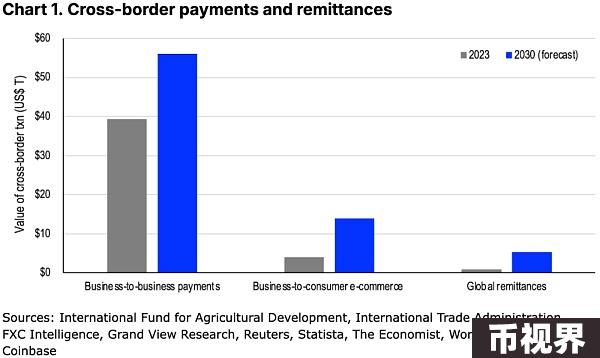 Chart 1. Cross-border payments and remittances
$60
$50
$40
$30
$20
$10
$0
Value of cross-border txn (US$ T)
2023
2030 (forecast)
Business-to-business payments
Business-to-consumer e-commerce
Global remittances
Sources: International Fund for Agricultural Development, International Trade Administration
FXC Intelligence, Grand View Research, Reuters, Statista, The Economist,
Coinbase
币视界